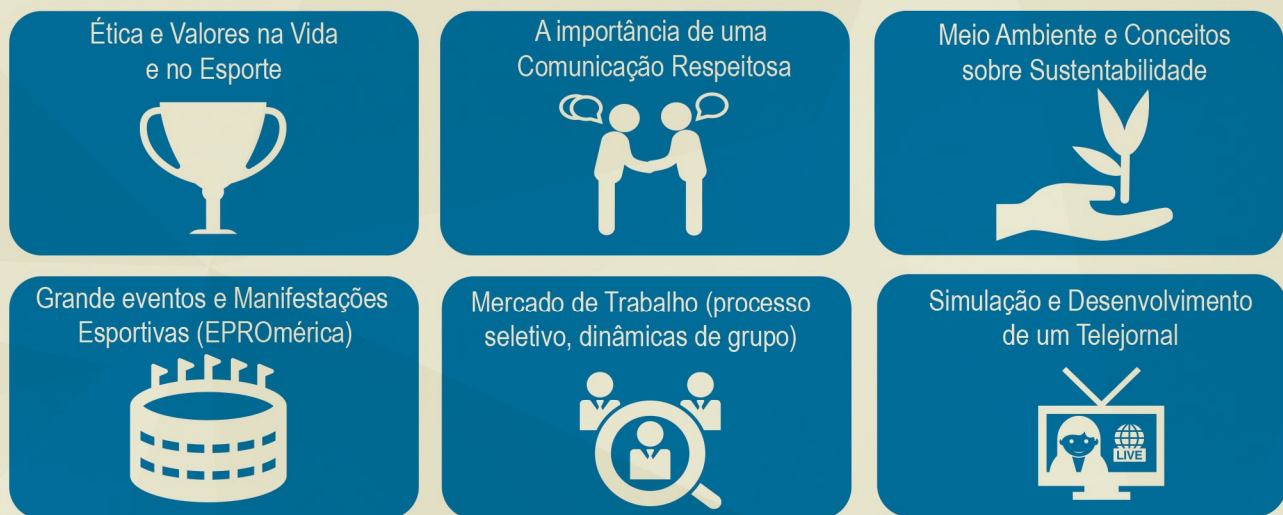 Ética e Valores na Vida
e no Esporte
A importância de uma
Comunicação Respeitosa
Meio Ambiente e Conceitos
sobre Sustentabilidade
Grande eventos e Manifestações
Esportivas (EPROmérica)
Mercado de Trabalho (processo
seletivo, dinâmicas de grupo)
Simulação e Desenvolvimento
de um Telejornal
LIVE